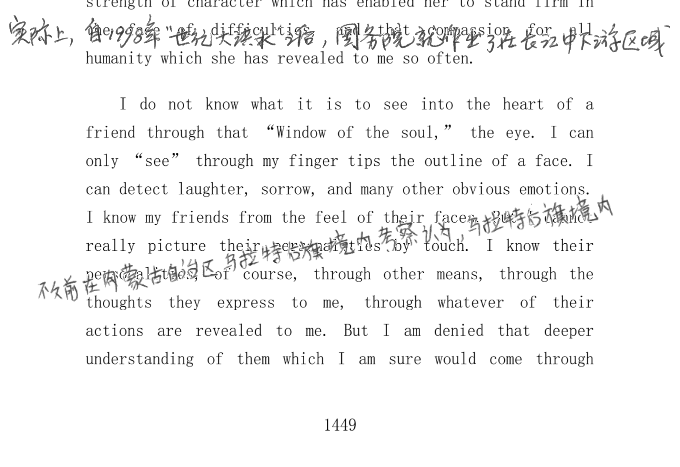 strength of character which has enabled her to stand firm in
the face of difficulties, and that compassion for all
实际上，自1998年“世纪大洪水”之后，国务院就作出了在长江中下游区域
humanity which she has revealed to me so often.
I do not know what it is to see into the heart of a
friend through that “Window of the soul,” the eye. I can
only “see” through my finger tips the outline of a face. I
can detect laughter, sorrow, and many other obvious emotions.
I know my friends from the feel of their faces. But I cannot
really picture their personalities by touch. I know their
不久前在内蒙古自治区乌拉特后旗境内考察认为，乌拉特后旗境内
personalities, of course, through other means, through the
thoughts they express to me, through whatever of their
actions are revealed to me. But I am denied that deeper
understanding of them which I am sure would come through
1449